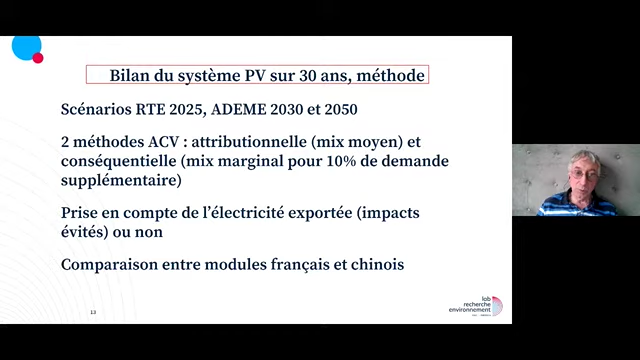 Bilan du système PV sur 30 ans, méthode
Scénarios RTE 2025, ADEME 2030 et 2050
2 méthodes ACV : attributionnelle (mix moyen) et
conséquentielle (mix marginal pour 10% de demande
supplémentaire)
Prise en compte de l’électricité exportée (impacts
évités) ou non
Comparaison entre modules français et chinois
13
lab
recherche
environnement